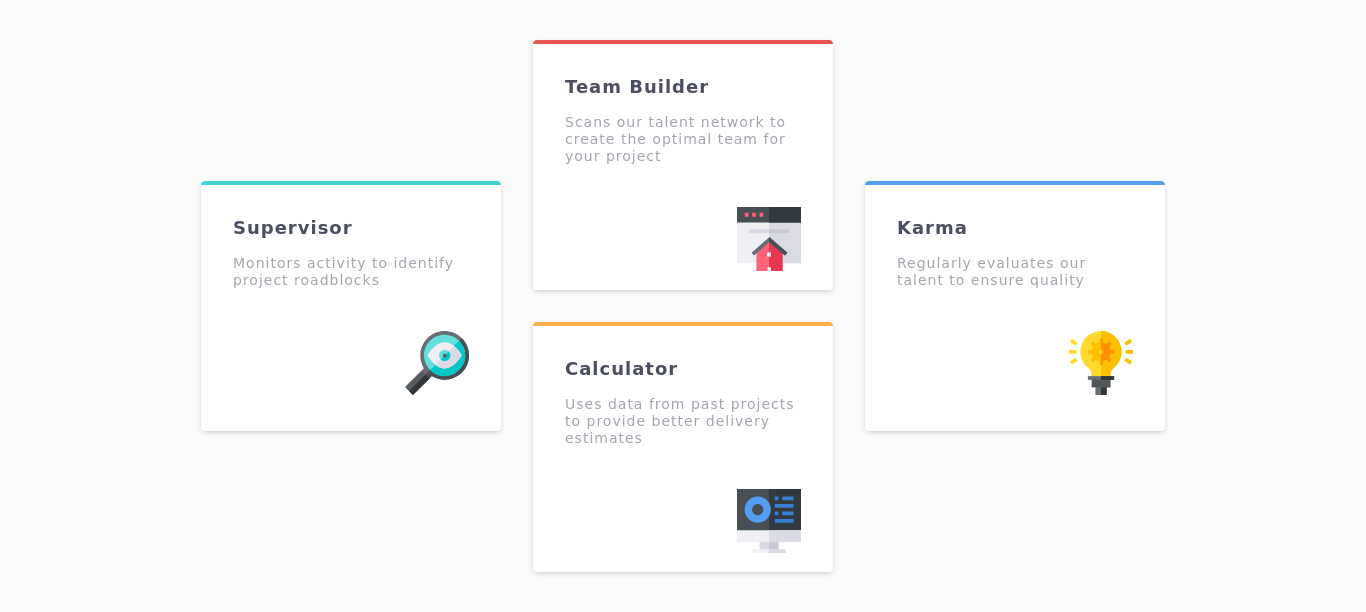 Team Builder
Scans our talent network to
create the optimal team for
your project
Supervisor
Monitors activity to identify
project roadblocks
Karma
Regularly evaluates our
talent to ensure quality
Calculator
Uses data from past projects
to provide better delivery
estimates